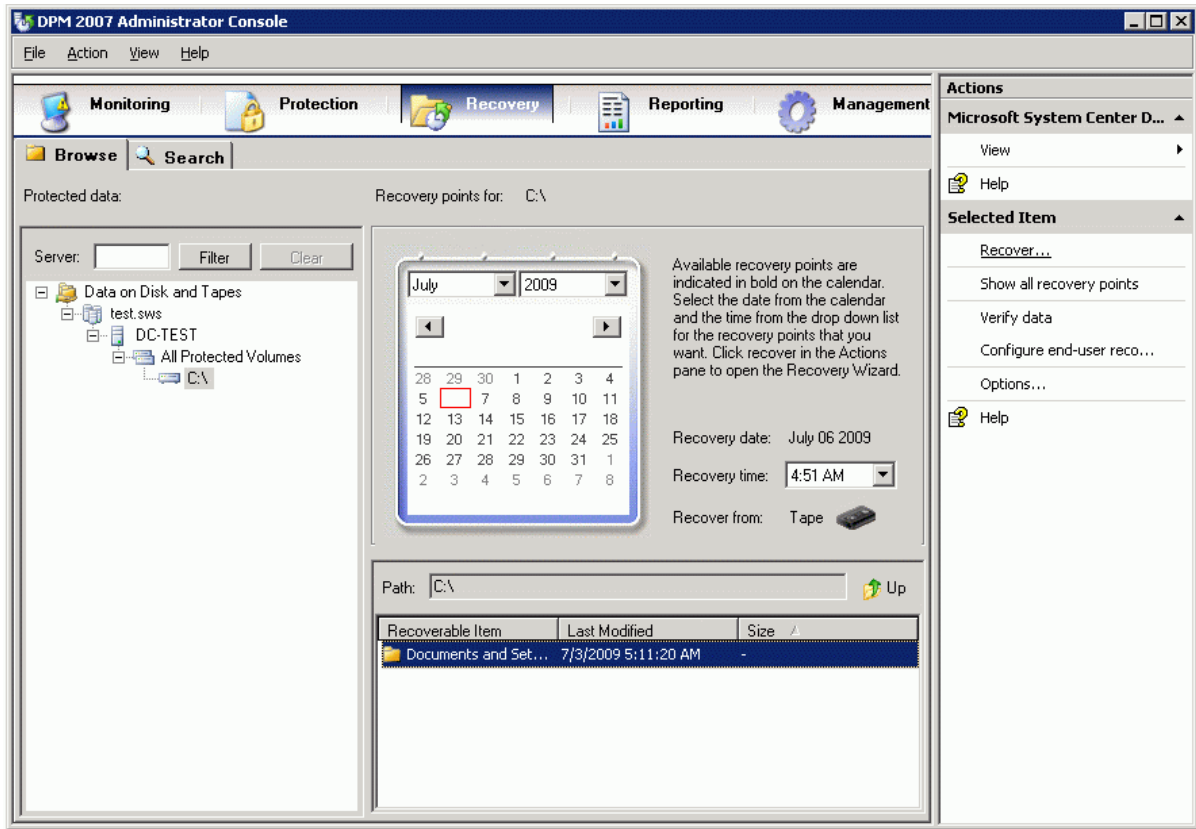 DPM 2007 Administrator Console
File Action View Help
Monitoring Protection Recovery Reporting Management
Browse Search
Protected data:
Server: Filter Clear
Data on Disk and Tapes
test.sws
DC-TEST
All Protected Volumes
C:\
Recovery points for: C:\
July 2009
28 29 30 1 2 3 4
5 7 8 9 10 11
12 13 14 15 16 17 18
19 20 21 22 23 24 25
26 27 28 29 30 31 1
2 3 4 5 6 7 8
Available recovery points are
indicated in bold on the calendar.
Select the date from the calendar
and the time from the drop down list
for the recovery points that you
want. Click recover in the Actions
pane to open the Recovery Wizard.
Recovery date: July 06 2009
Recovery time: 4:51 AM
Recover from: Tape
Path: C:\ Up
Recoverable Item Last Modified Size
Documents and Set... 7/3/2009 5:11:20 AM -
Actions
Microsoft System Center D...
View
Help
Selected Item
Recover...
Show all recovery points
Verify data
Configure end-user reco...
Options...
Help